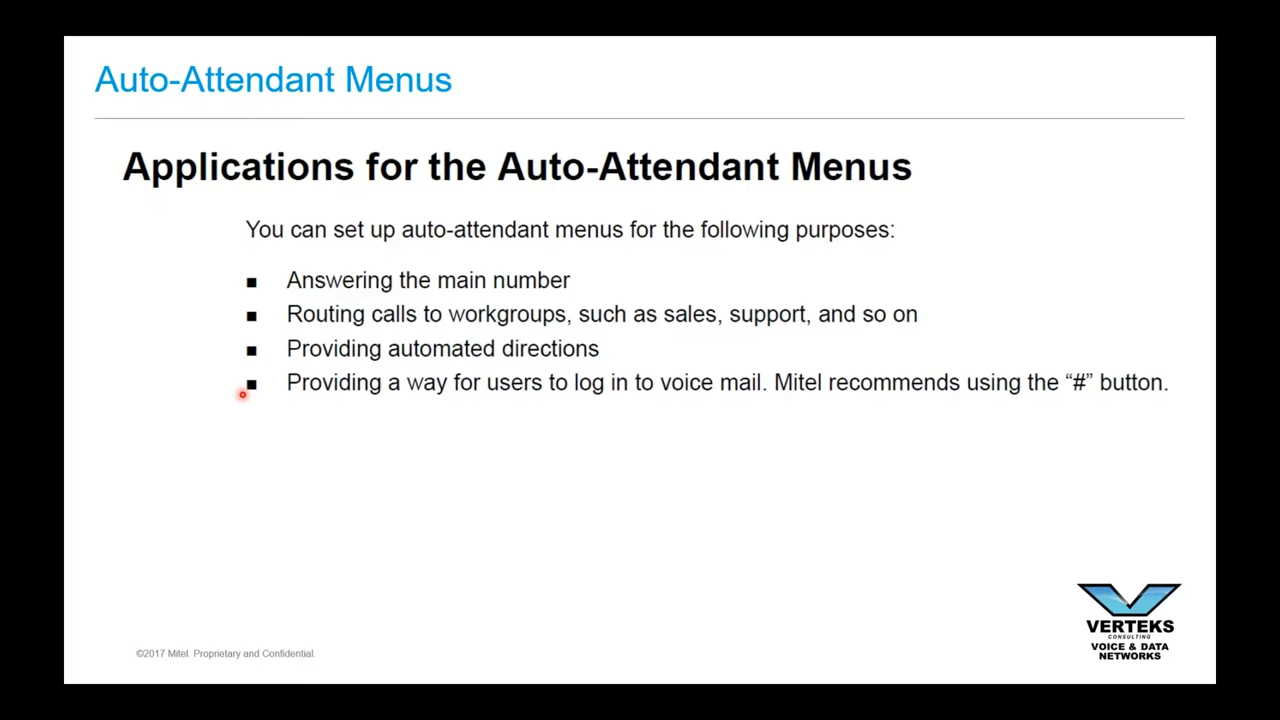 Auto-Attendant Menus
Applications for the Auto-Attendant Menus
You can set up auto-attendant menus for the following purposes:
■ Answering the main number
■ Routing calls to workgroups, such as sales, support, and so on
■ Providing automated directions
■ Providing a way for users to log in to voice mail. Mitel recommends using the “#” button.
VERTEKS
CONSULTING
VOICE & DATA
NETWORKS
©2017 Mitel. Proprietary and Confidential.